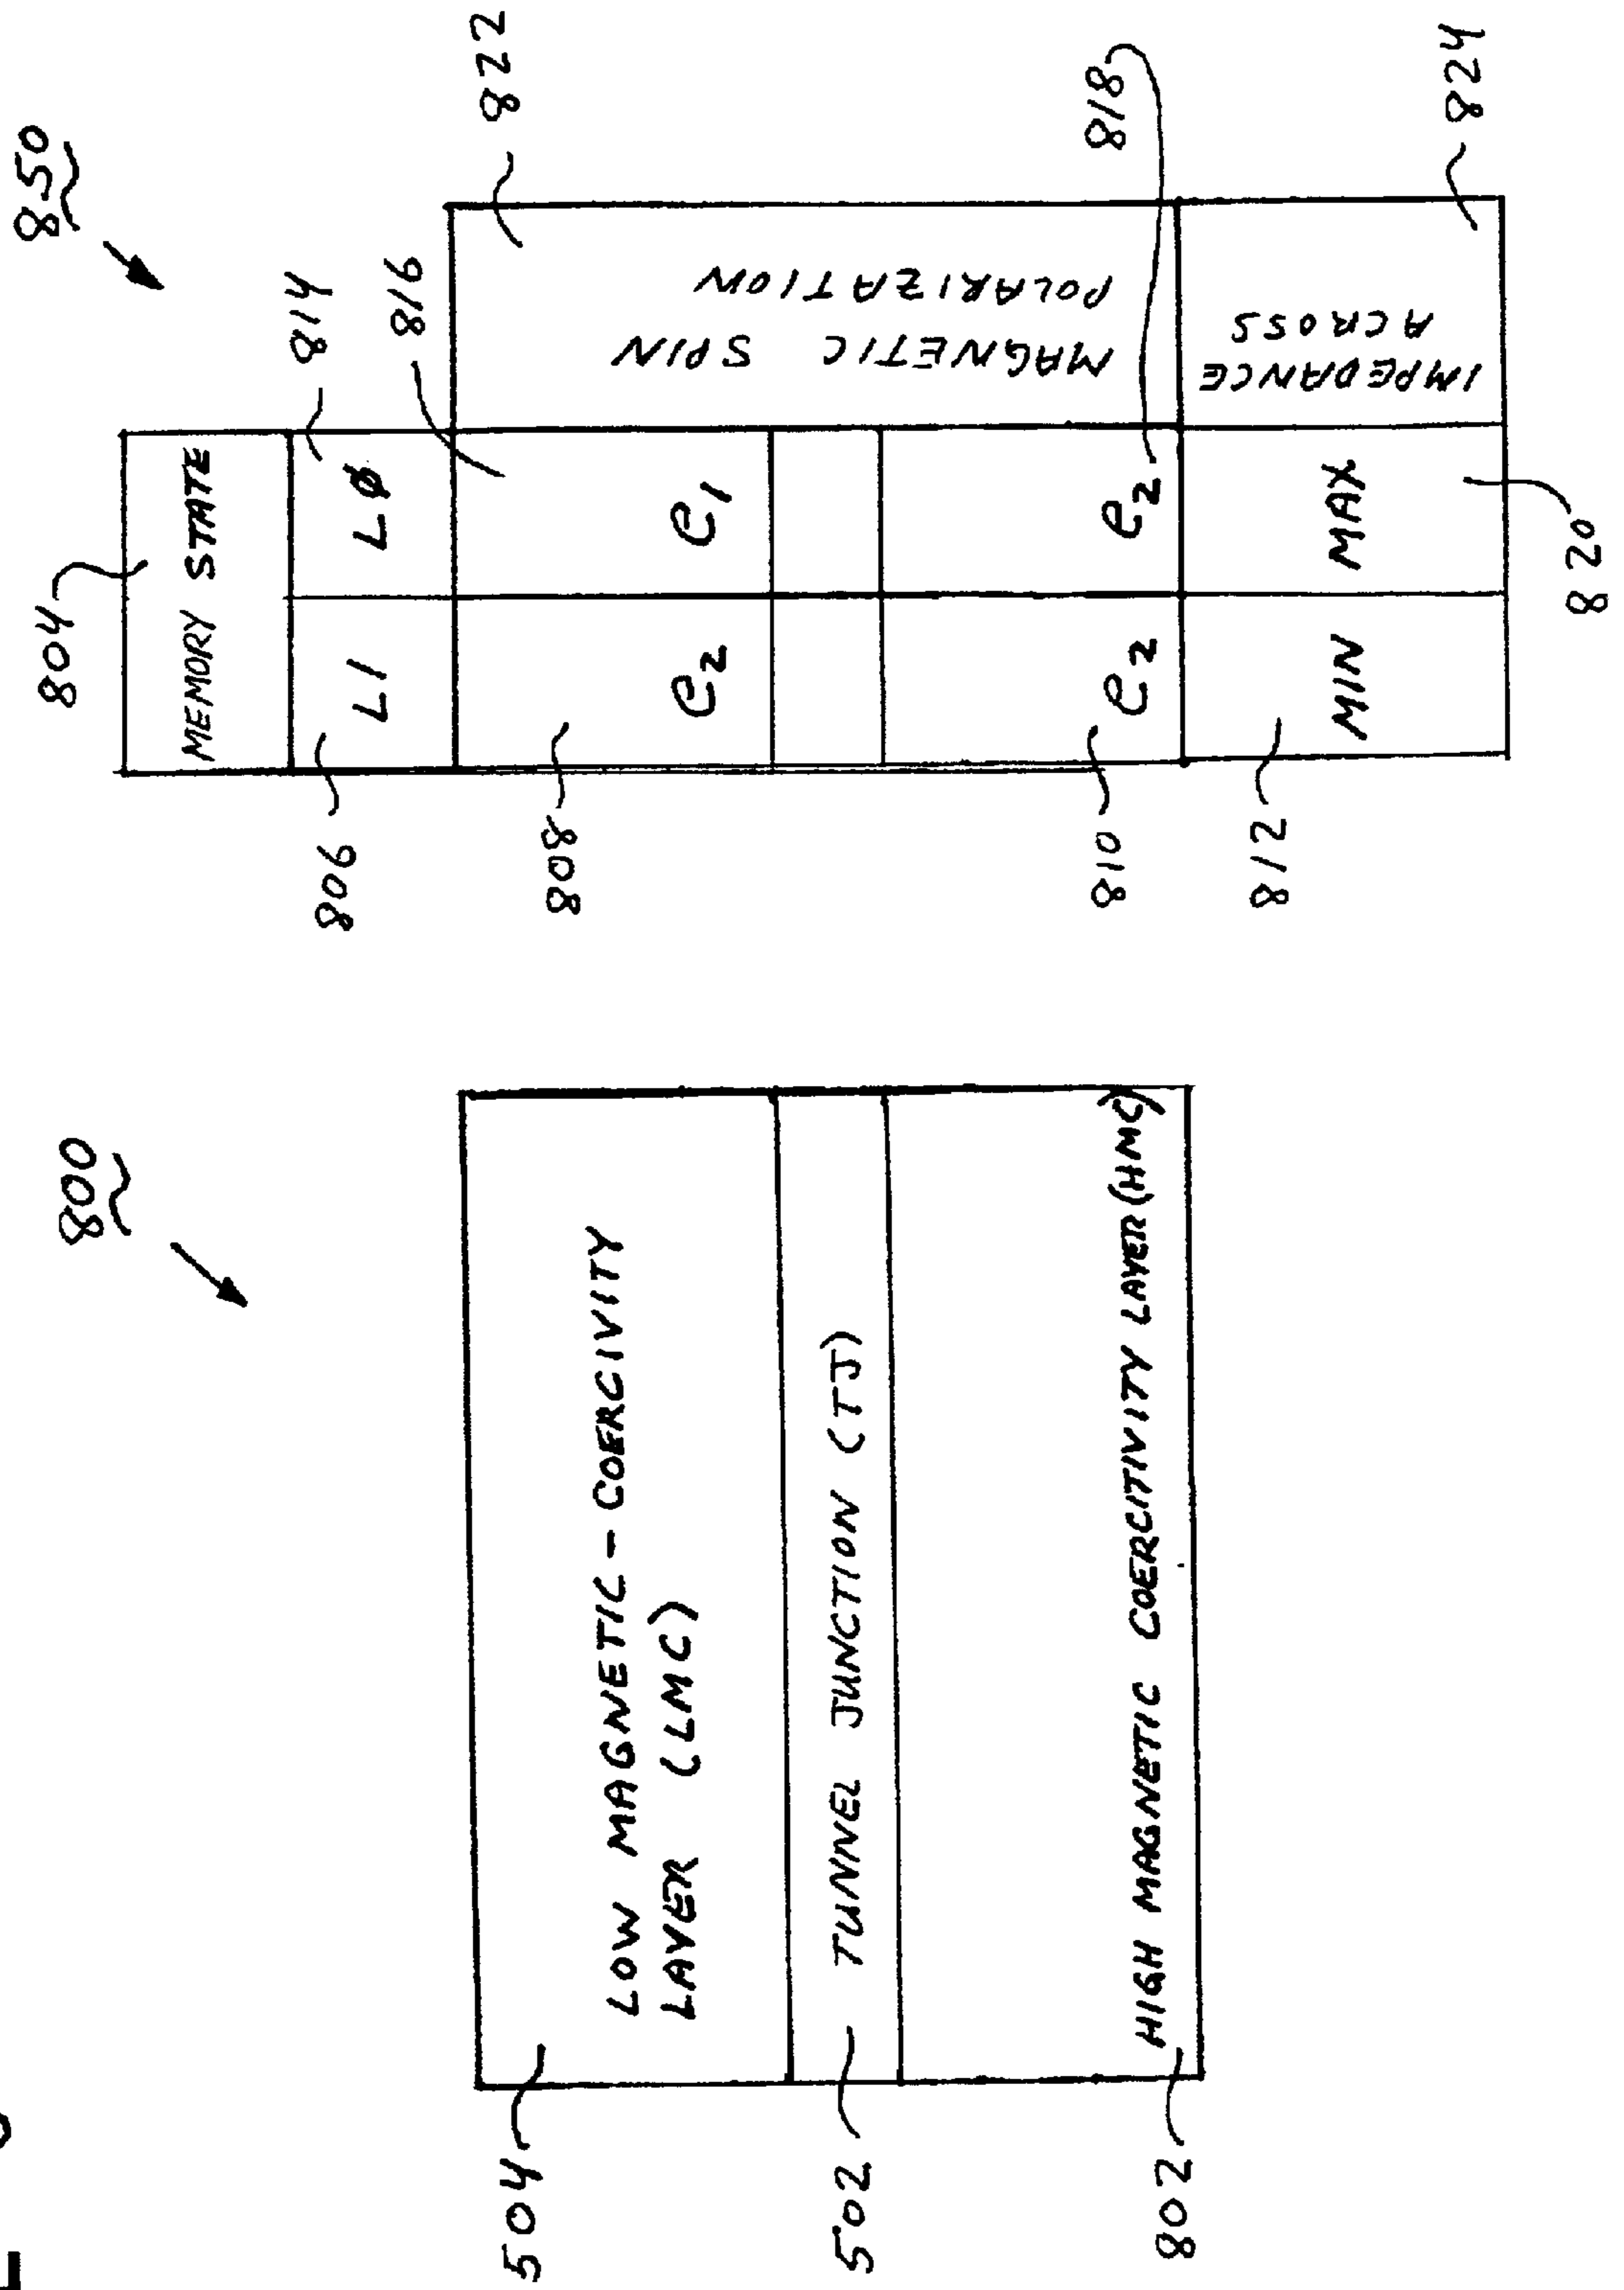 800
504
LOW MAGNETIC-COERCIVITY
LAYER (LMC)
502
TUNNEL JUNCTION (TJ)
802
HIGH MAGNETIC COERCITIVITY LAYER (HMC)
850
804
MEMORY STATE
806
L1
LØ
814
816
808
e2
e1
822
MAGNETIC SPIN
POLARIZATION
810
e2
e2
818
812
MIN
MAX
820
IMPEDANCE
ACROSS
824